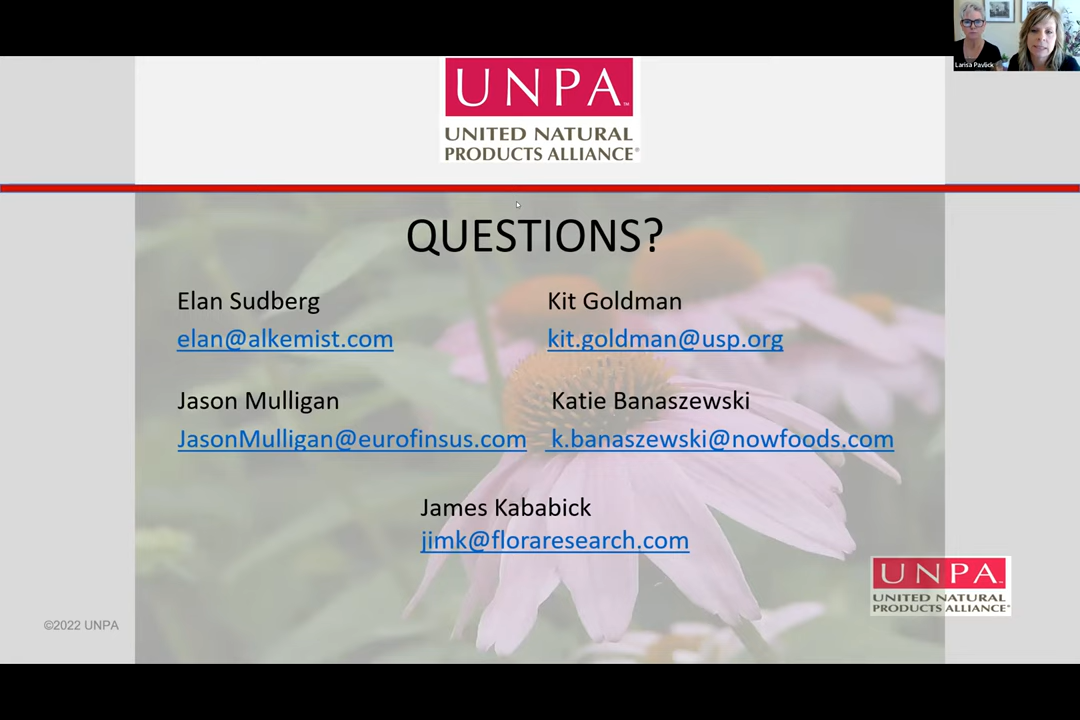 Larisa Pavlick
UNPA™
UNITED NATURAL
PRODUCTS ALLIANCE®
QUESTIONS?
Elan Sudberg
elan@alkemist.com
Kit Goldman
kit.goldman@usp.org
Jason Mulligan
JasonMulligan@eurofinsus.com
Katie Banaszewski
k.banaszewski@nowfoods.com
James Kababick
jimk@floraresearch.com
UNPA™
UNITED NATURAL
PRODUCTS ALLIANCE®
©2022 UNPA